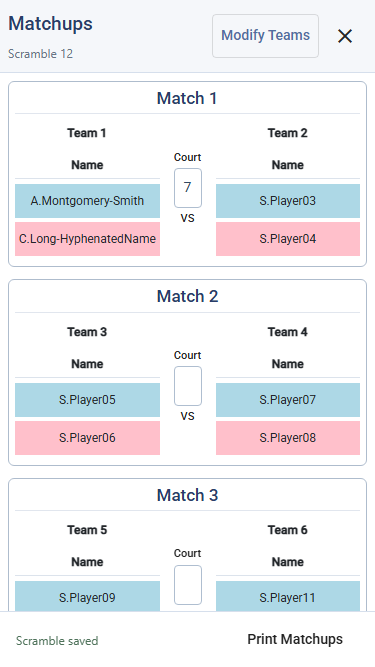 Matchups
Modify Teams
Scramble 12
Match 1
Team 1
Team 2
Name
Court
Name
7
A.Montgomery-Smith
S.Player03
VS
C.Long-HyphenatedName
S.Player04
Match 2
Team 3
Team 4
Name
Court
Name
S.Player05
S.Player07
VS
S.Player06
S.Player08
Match 3
Team 5
Team 6
Name
Court
Name
S.Player09
S.Player11
Scramble saved
Print Matchups